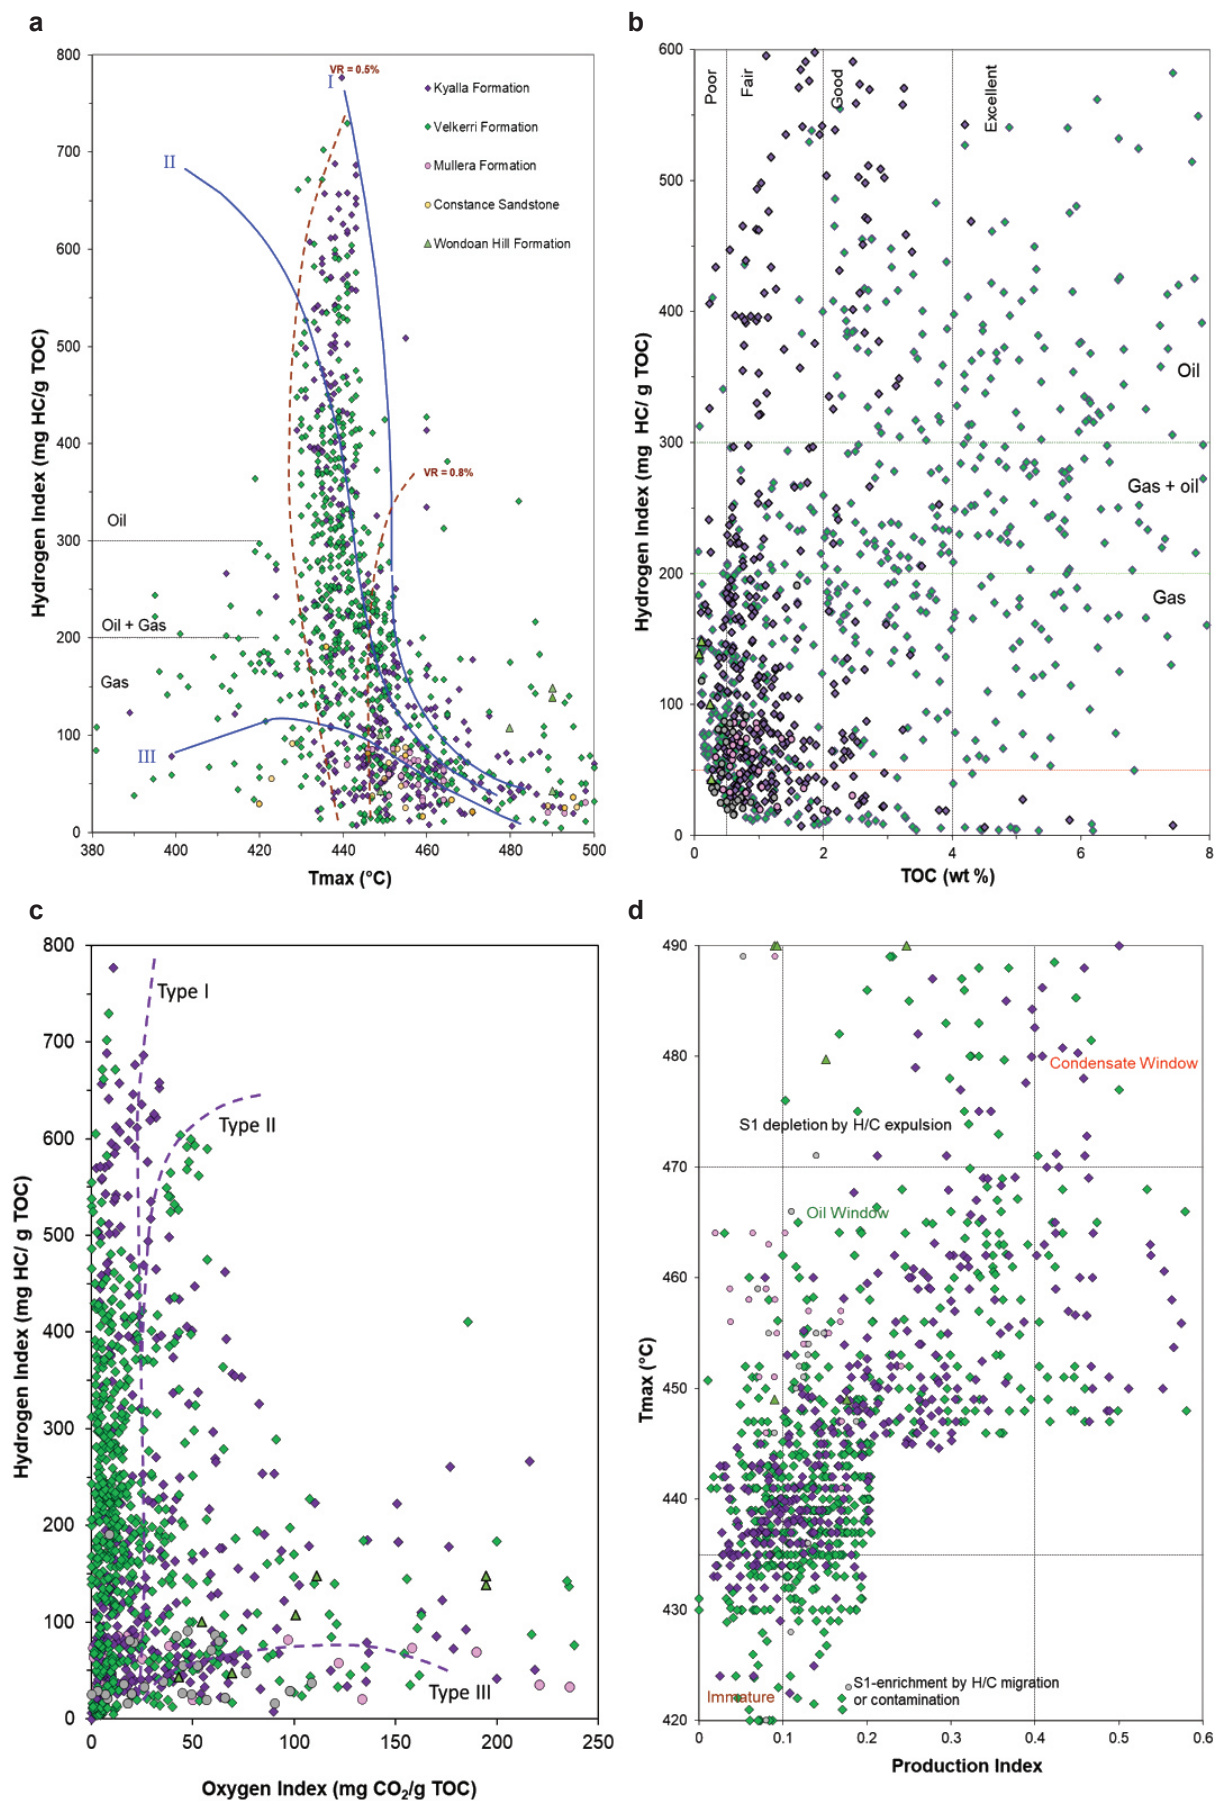 a
800
700
600
500
400
300
200
100
0
380
400
420
440
460
480
500
Hydrogen Index (mg HC/g TOC)
Tmax (°C)
VR = 0.5%
I
II
III
VR = 0.8%
Oil
Oil + Gas
Gas
Kyalla Formation
Velkerri Formation
Mullera Formation
Constance Sandstone
Wondoan Hill Formation
b
600
500
400
300
200
100
0
0
2
4
6
8
Hydrogen Index (mg HC/ g TOC)
TOC (wt %)
Poor
Fair
Good
Excellent
Oil
Gas + oil
Gas
c
800
700
600
500
400
300
200
100
0
0
50
100
150
200
250
Hydrogen Index (mg HC/ g TOC)
Oxygen Index (mg CO₂/g TOC)
Type I
Type II
Type III
d
490
480
470
460
450
440
430
420
0
0.1
0.2
0.3
0.4
0.5
0.6
Tmax (°C)
Production Index
Condensate Window
S1 depletion by H/C expulsion
Oil Window
Immature
S1-enrichment by H/C migration
or contamination